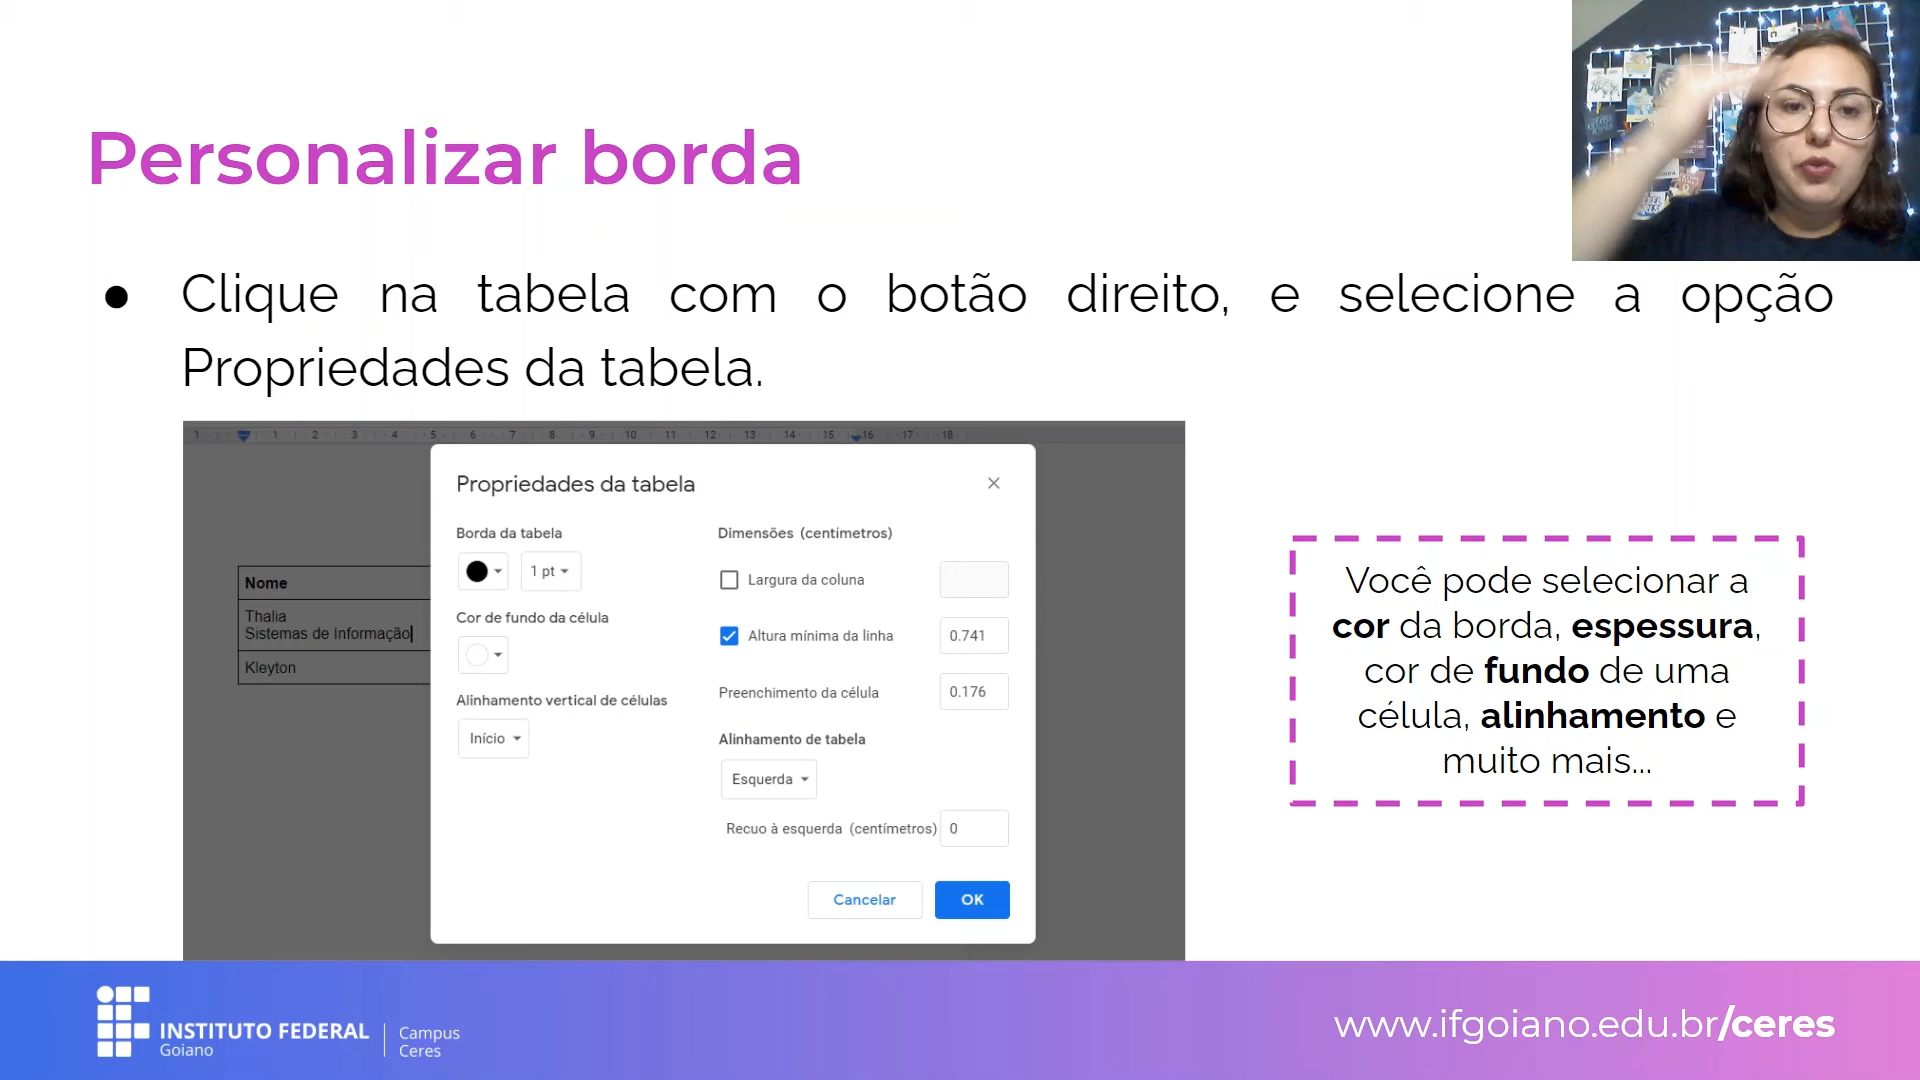 Personalizar borda
● Clique na tabela com o botão direito, e selecione a opção
Propriedades da tabela.
1 1 2 3 4 5 6 7 8 9 10 11 12 13 14 15 16 17 18
Propriedades da tabela
Borda da tabela
1 pt
Cor de fundo da célula
Alinhamento vertical de células
Início
Dimensões (centímetros)
Largura da coluna
Altura mínima da linha
0.741
Preenchimento da célula
0.176
Alinhamento de tabela
Esquerda
Recuo à esquerda (centímetros)
0
Cancelar
OK
Nome
Thalia
Sistemas de Informação
Kleyton
Você pode selecionar a
cor da borda, espessura,
cor de fundo de uma
célula, alinhamento e
muito mais...
INSTITUTO FEDERAL
Goiano
Campus
Ceres
www.ifgoiano.edu.br/ceres